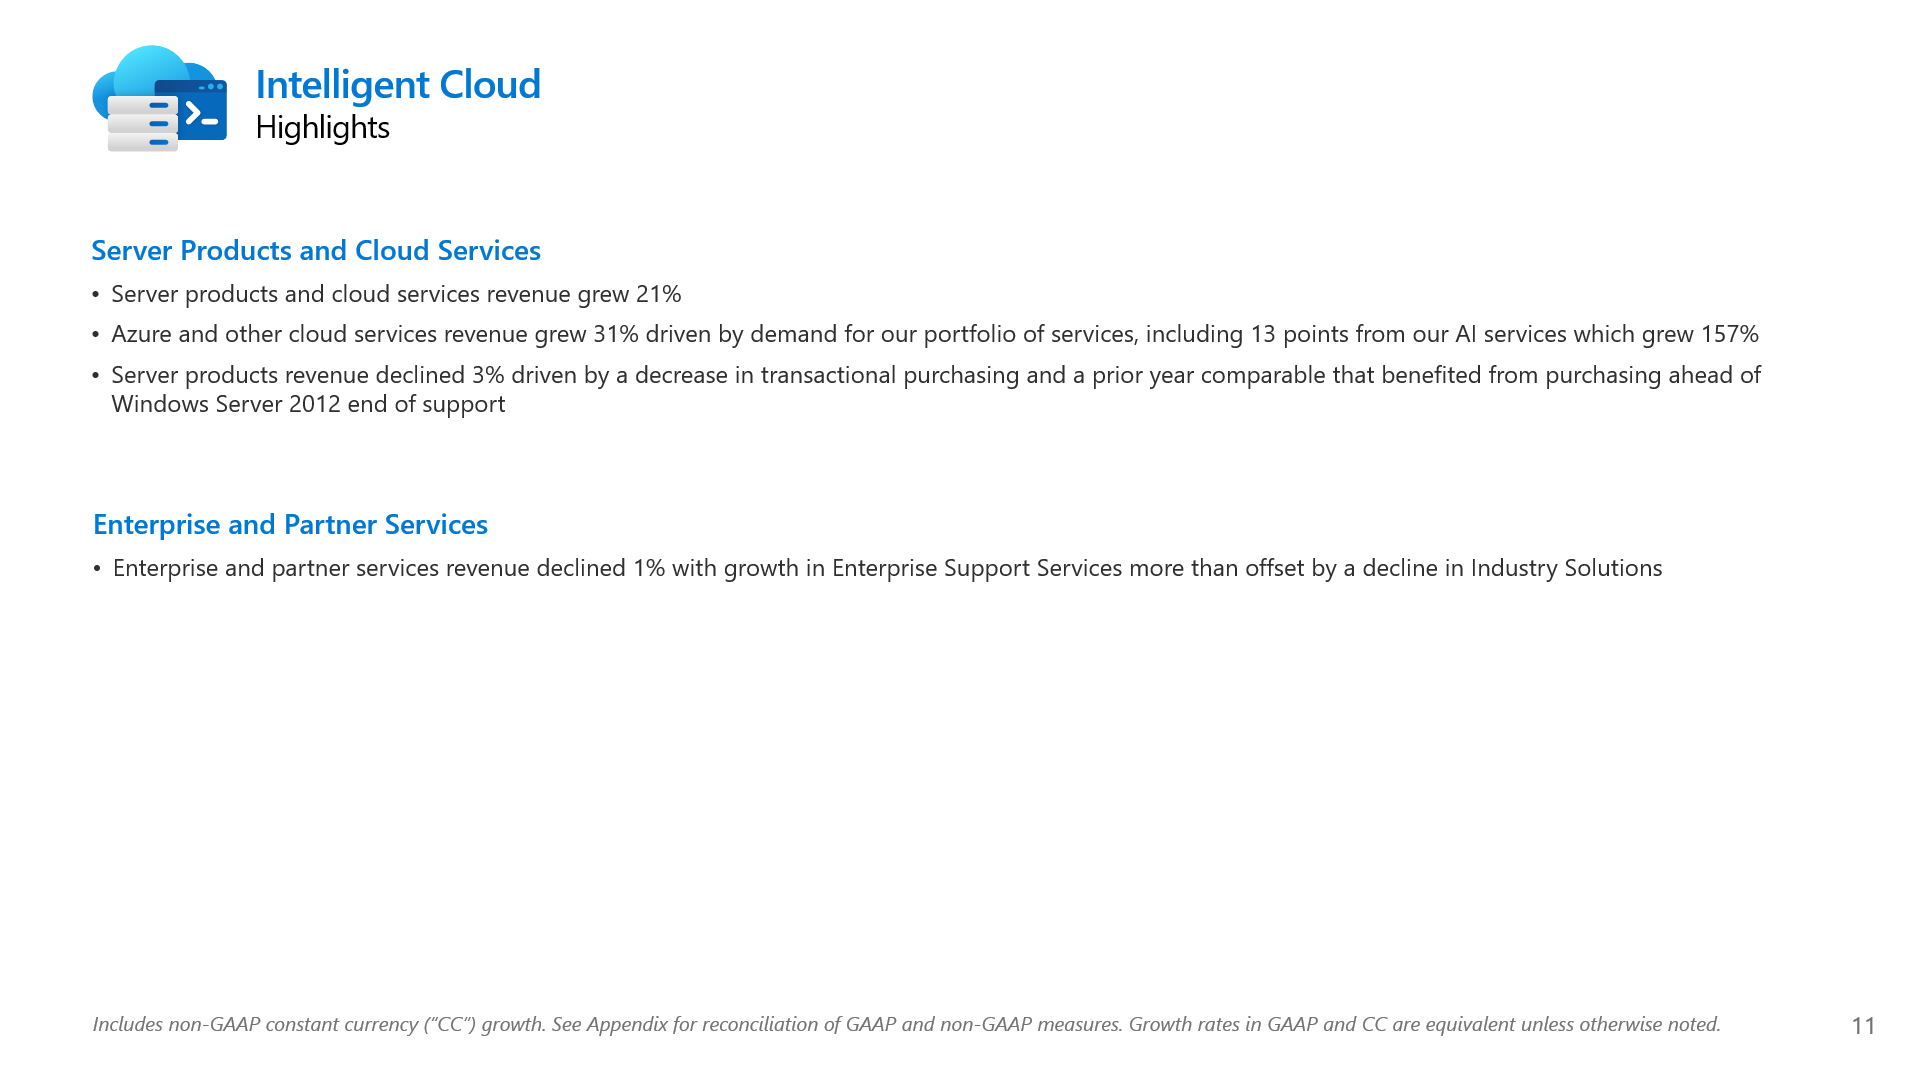 Intelligent Cloud
Highlights
Server Products and Cloud Services
• Server products and cloud services revenue grew 21%
• Azure and other cloud services revenue grew 31% driven by demand for our portfolio of services, including 13 points from our AI services which grew 157%
• Server products revenue declined 3% driven by a decrease in transactional purchasing and a prior year comparable that benefited from purchasing ahead of
Windows Server 2012 end of support
Enterprise and Partner Services
• Enterprise and partner services revenue declined 1% with growth in Enterprise Support Services more than offset by a decline in Industry Solutions
Includes non-GAAP constant currency (“CC”) growth. See Appendix for reconciliation of GAAP and non-GAAP measures. Growth rates in GAAP and CC are equivalent unless otherwise noted.
11